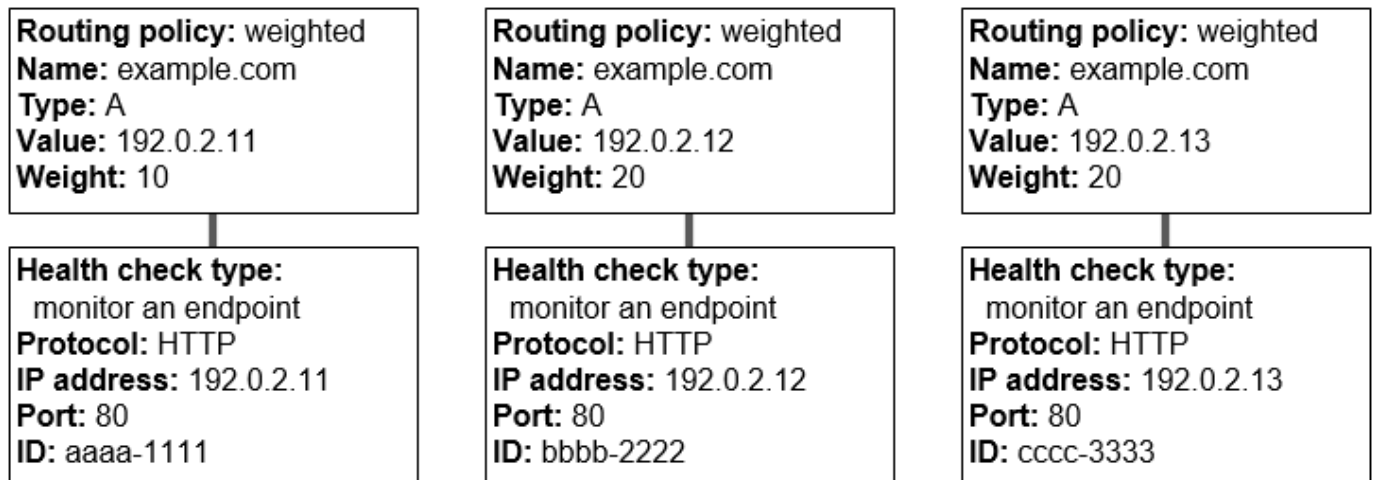 Routing policy: weighted
Name: example.com
Type: A
Value: 192.0.2.11
Weight: 10
Health check type:
monitor an endpoint
Protocol: HTTP
IP address: 192.0.2.11
Port: 80
ID: aaaa-1111
Routing policy: weighted
Name: example.com
Type: A
Value: 192.0.2.12
Weight: 20
Health check type:
monitor an endpoint
Protocol: HTTP
IP address: 192.0.2.12
Port: 80
ID: bbbb-2222
Routing policy: weighted
Name: example.com
Type: A
Value: 192.0.2.13
Weight: 20
Health check type:
monitor an endpoint
Protocol: HTTP
IP address: 192.0.2.13
Port: 80
ID: cccc-3333